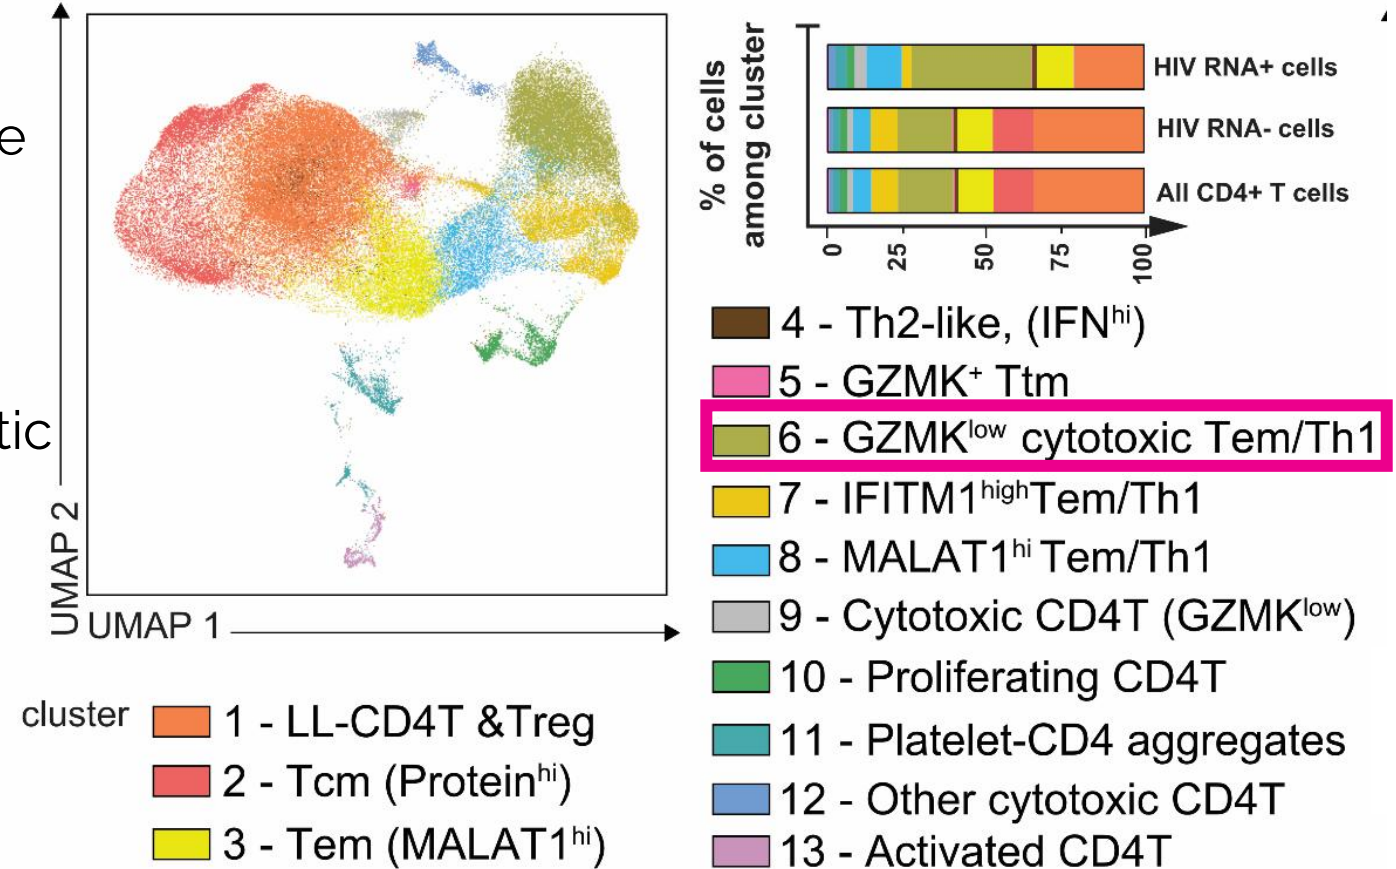 e
tic
UMAP 2
UMAP 1
% of cells
among cluster
HIV RNA+ cells
HIV RNA- cells
All CD4+ T cells
0
25
50
75
100
cluster
1 - LL-CD4T &Treg
2 - Tcm (Protein^hi)
3 - Tem (MALAT1^hi)
4 - Th2-like, (IFN^hi)
5 - GZMK⁺ Ttm
6 - GZMK^low cytotoxic Tem/Th1
7 - IFITM1^high Tem/Th1
8 - MALAT1^hi Tem/Th1
9 - Cytotoxic CD4T (GZMK^low)
10 - Proliferating CD4T
11 - Platelet-CD4 aggregates
12 - Other cytotoxic CD4T
13 - Activated CD4T